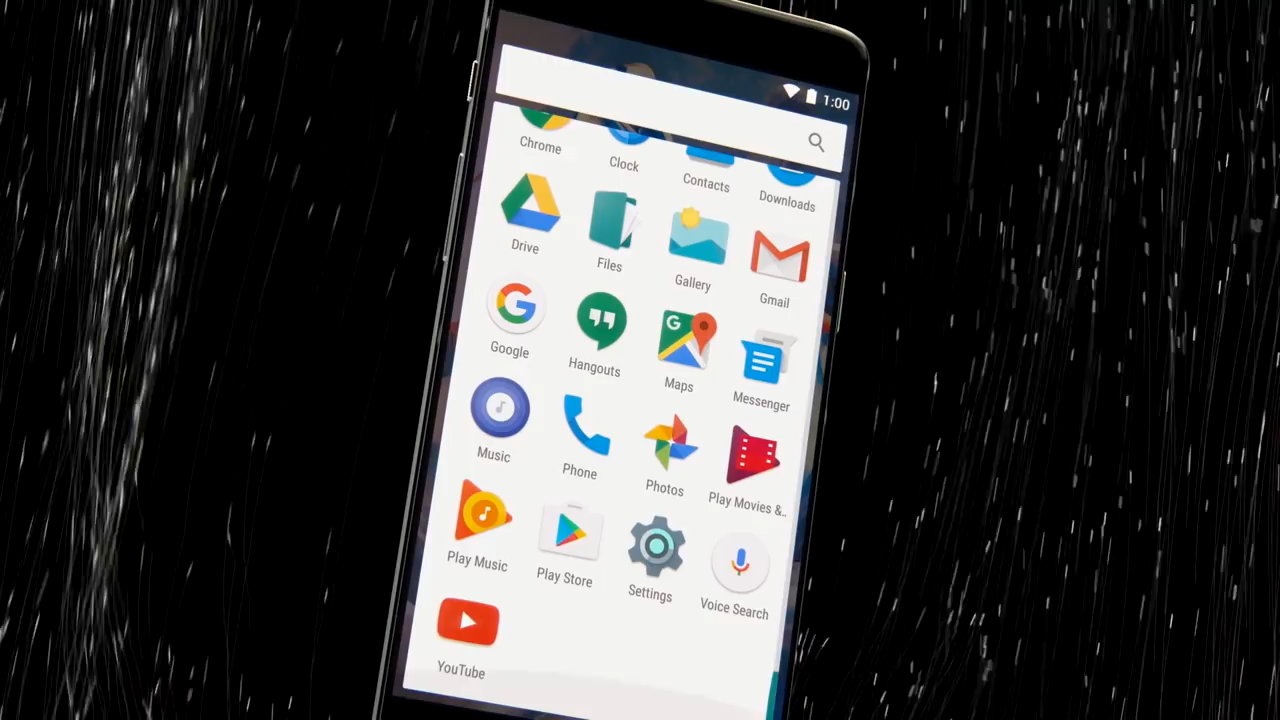 1:00
Chrome
Clock
Contacts
Downloads
Drive
Files
Gallery
Gmail
Google
Hangouts
Maps
Messenger
Music
Phone
Photos
Play Movies &..
Play Music
Play Store
Settings
Voice Search
YouTube